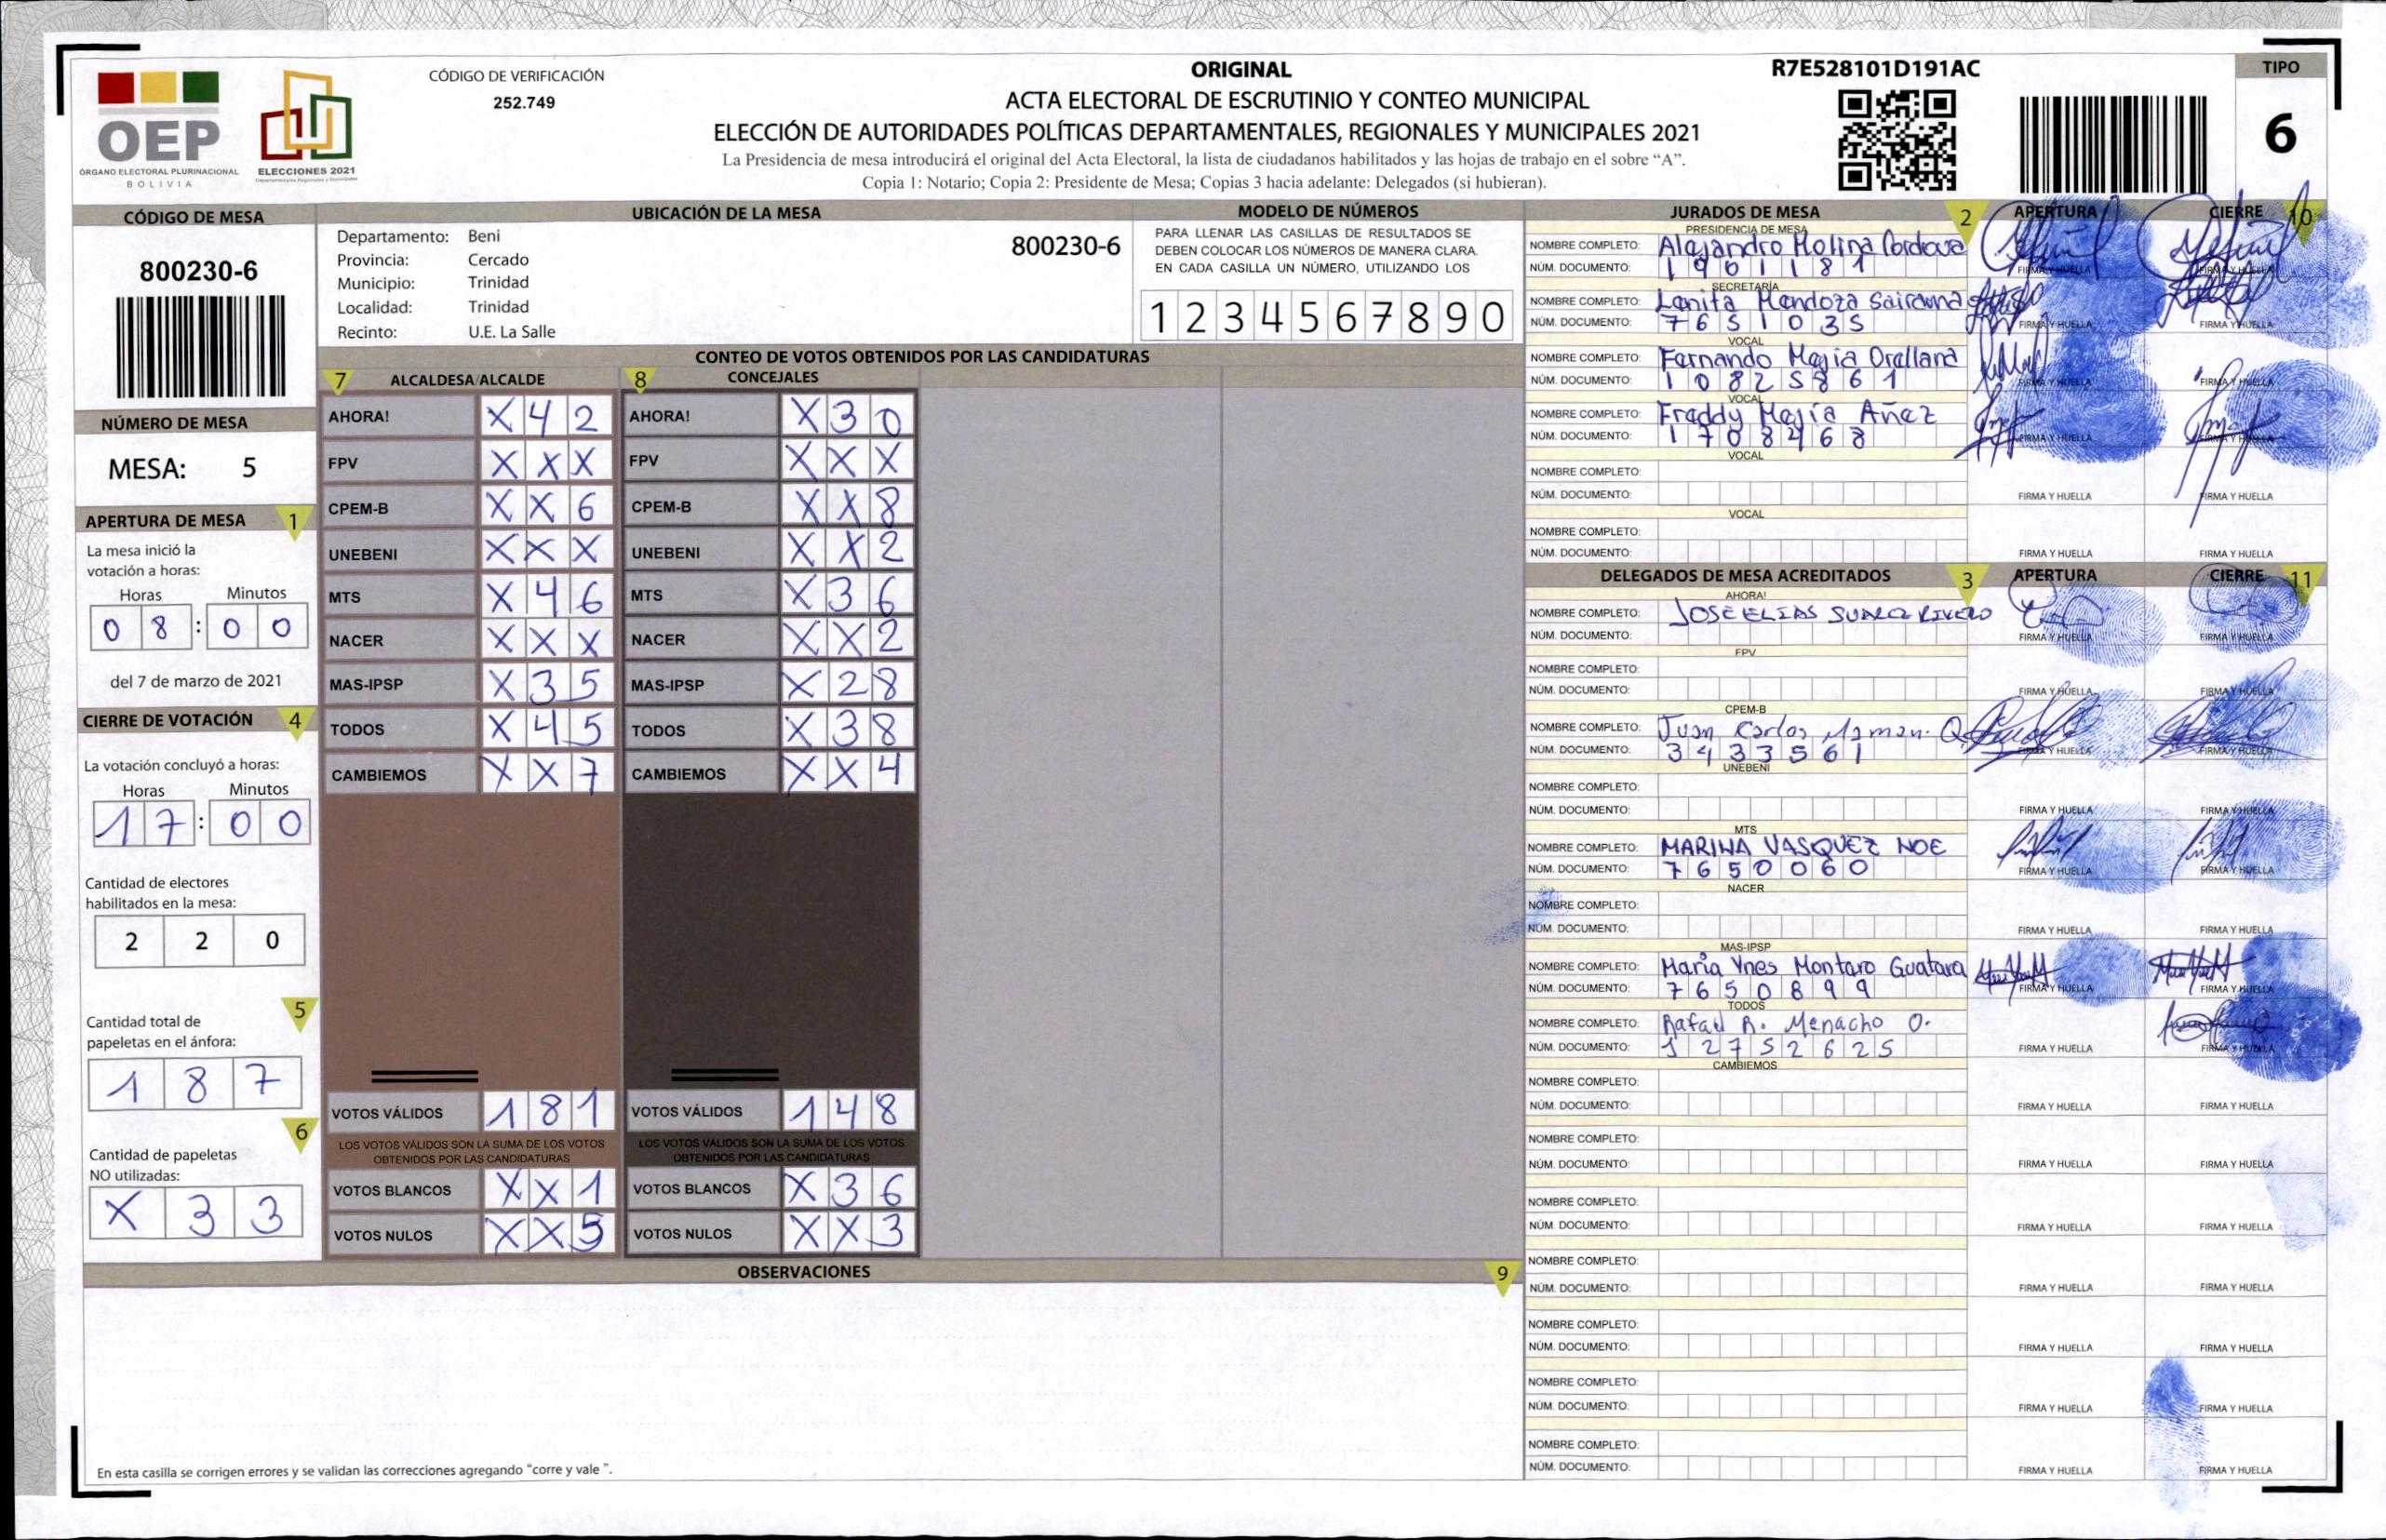 CÓDIGO DE VERIFICACIÓN
252.749
OEP
ÓRGANO ELECTORAL PLURINACIONAL
BOLIVIA
ELECCIONES 2021
ORIGINAL
ACTA ELECTORAL DE ESCRUTINIO Y CONTEO MUNICIPAL
ELECCIÓN DE AUTORIDADES POLÍTICAS DEPARTAMENTALES, REGIONALES Y MUNICIPALES 2021
La Presidencia de mesa introducirá el original del Acta Electoral, la lista de ciudadanos habilitados y las hojas de trabajo en el sobre “A”.
Copia 1: Notario; Copia 2: Presidente de Mesa; Copias 3 hacia adelante: Delegados (si hubieran).
R7E528101D191AC
TIPO
6
CÓDIGO DE MESA
800230-6
NÚMERO DE MESA
MESA: 5
APERTURA DE MESA 1
La mesa inició la
votación a horas:
Horas Minutos
0 8 : 0 0
del 7 de marzo de 2021
CIERRE DE VOTACIÓN 4
La votación concluyó a horas:
Horas Minutos
1 7 : 0 0
Cantidad de electores
habilitados en la mesa:
2 2 0
5
Cantidad total de
papeletas en el ánfora:
1 8 7
6
Cantidad de papeletas
NO utilizadas:
X 3 3
UBICACIÓN DE LA MESA
Departamento: Beni
Provincia: Cercado
Municipio: Trinidad
Localidad: Trinidad
Recinto: U.E. La Salle
800230-6
MODELO DE NÚMEROS
PARA LLENAR LAS CASILLAS DE RESULTADOS SE
DEBEN COLOCAR LOS NÚMEROS DE MANERA CLARA.
EN CADA CASILLA UN NÚMERO, UTILIZANDO LOS
1 2 3 4 5 6 7 8 9 0
CONTEO DE VOTOS OBTENIDOS POR LAS CANDIDATURAS
7 ALCALDESA/ALCALDE 8 CONCEJALES
AHORA! X 4 2 AHORA! X 3 0
FPV X X X FPV X X X
CPEM-B X X 6 CPEM-B X X 8
UNEBENI X X X UNEBENI X X 2
MTS X 4 6 MTS X 3 6
NACER X X X NACER X X 2
MAS-IPSP X 3 5 MAS-IPSP X 2 8
TODOS X 4 5 TODOS X 3 8
CAMBIEMOS X X 7 CAMBIEMOS X X 4
VOTOS VÁLIDOS 1 8 1 VOTOS VÁLIDOS 1 4 8
LOS VOTOS VÁLIDOS SON LA SUMA DE LOS VOTOS LOS VOTOS VÁLIDOS SON LA SUMA DE LOS VOTOS
OBTENIDOS POR LAS CANDIDATURAS OBTENIDOS POR LAS CANDIDATURAS
VOTOS BLANCOS X X 1 VOTOS BLANCOS X 3 6
VOTOS NULOS X X 5 VOTOS NULOS X X 3
OBSERVACIONES 9
En esta casilla se corrigen errores y se validan las correcciones agregando “corre y vale ”.
JURADOS DE MESA 2 APERTURA CIERRE 10
PRESIDENCIA DE MESA
NOMBRE COMPLETO: Alejandro Molina Cordova
NÚM. DOCUMENTO: 1 9 0 1 1 8 1 FIRMA Y HUELLA FIRMA Y HUELLA
SECRETARÍA
NOMBRE COMPLETO: Lanita Mendoza
NÚM. DOCUMENTO: 7 6 5 1 0 3 5 FIRMA Y HUELLA FIRMA Y HUELLA
VOCAL
NOMBRE COMPLETO: Fernando Mejia Orellana
NÚM. DOCUMENTO: 1 0 8 2 5 8 6 1 FIRMA Y HUELLA FIRMA Y HUELLA
VOCAL
NOMBRE COMPLETO: Freddy Mejía Añez
NÚM. DOCUMENTO: 1 7 0 8 4 6 8 FIRMA Y HUELLA FIRMA Y HUELLA
VOCAL
NOMBRE COMPLETO:
NÚM. DOCUMENTO: FIRMA Y HUELLA FIRMA Y HUELLA
VOCAL
NOMBRE COMPLETO:
NÚM. DOCUMENTO: FIRMA Y HUELLA FIRMA Y HUELLA
DELEGADOS DE MESA ACREDITADOS 3 APERTURA CIERRE 11
AHORA!
NOMBRE COMPLETO: JOSE ELIAS SUAREZ RIVERO
NÚM. DOCUMENTO: FIRMA Y HUELLA FIRMA Y HUELLA
FPV
NOMBRE COMPLETO:
NÚM. DOCUMENTO: FIRMA Y HUELLA FIRMA Y HUELLA
CPEM-B
NOMBRE COMPLETO: Juan Carlos Maman. Q
NÚM. DOCUMENTO: 3 4 3 3 5 6 1 FIRMA Y HUELLA FIRMA Y HUELLA
UNEBENI
NOMBRE COMPLETO:
NÚM. DOCUMENTO: FIRMA Y HUELLA FIRMA Y HUELLA
MTS
NOMBRE COMPLETO: MARINA VASQUEZ NOE
NÚM. DOCUMENTO: 7 6 5 0 0 6 0 FIRMA Y HUELLA FIRMA Y HUELLA
NACER
NOMBRE COMPLETO:
NÚM. DOCUMENTO: FIRMA Y HUELLA FIRMA Y HUELLA
MAS-IPSP
NOMBRE COMPLETO: Maria Ynes Montaro Guatara
NÚM. DOCUMENTO: 7 6 5 0 8 9 9 FIRMA Y HUELLA FIRMA Y HUELLA
TODOS
NOMBRE COMPLETO: Rafael R. Menacho O.
NÚM. DOCUMENTO: 1 2 7 5 2 6 2 5 FIRMA Y HUELLA FIRMA Y HUELLA
CAMBIEMOS
NOMBRE COMPLETO:
NÚM. DOCUMENTO: FIRMA Y HUELLA FIRMA Y HUELLA
NOMBRE COMPLETO:
NÚM. DOCUMENTO: FIRMA Y HUELLA FIRMA Y HUELLA
NOMBRE COMPLETO:
NÚM. DOCUMENTO: FIRMA Y HUELLA FIRMA Y HUELLA
NOMBRE COMPLETO:
NÚM. DOCUMENTO: FIRMA Y HUELLA FIRMA Y HUELLA
NOMBRE COMPLETO:
NÚM. DOCUMENTO: FIRMA Y HUELLA FIRMA Y HUELLA
NOMBRE COMPLETO:
NÚM. DOCUMENTO: FIRMA Y HUELLA FIRMA Y HUELLA
NOMBRE COMPLETO:
NÚM. DOCUMENTO: FIRMA Y HUELLA FIRMA Y HUELLA